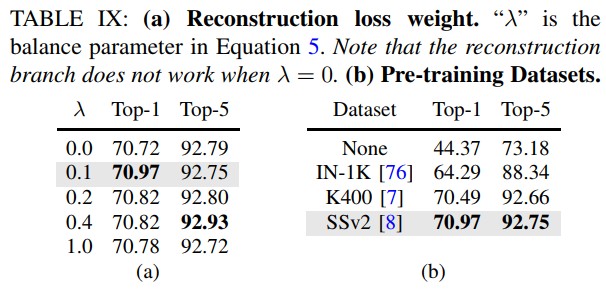 TABLE IX: (a) Reconstruction loss weight. “λ” is the
balance parameter in Equation 5. Note that the reconstruction
branch does not work when λ = 0. (b) Pre-training Datasets.
λ Top-1 Top-5
0.0 70.72 92.79
0.1 70.97 92.75
0.2 70.82 92.80
0.4 70.82 92.93
1.0 70.78 92.72
(a)
Dataset Top-1 Top-5
None 44.37 73.18
IN-1K [76] 64.29 88.34
K400 [7] 70.49 92.66
SSv2 [8] 70.97 92.75
(b)